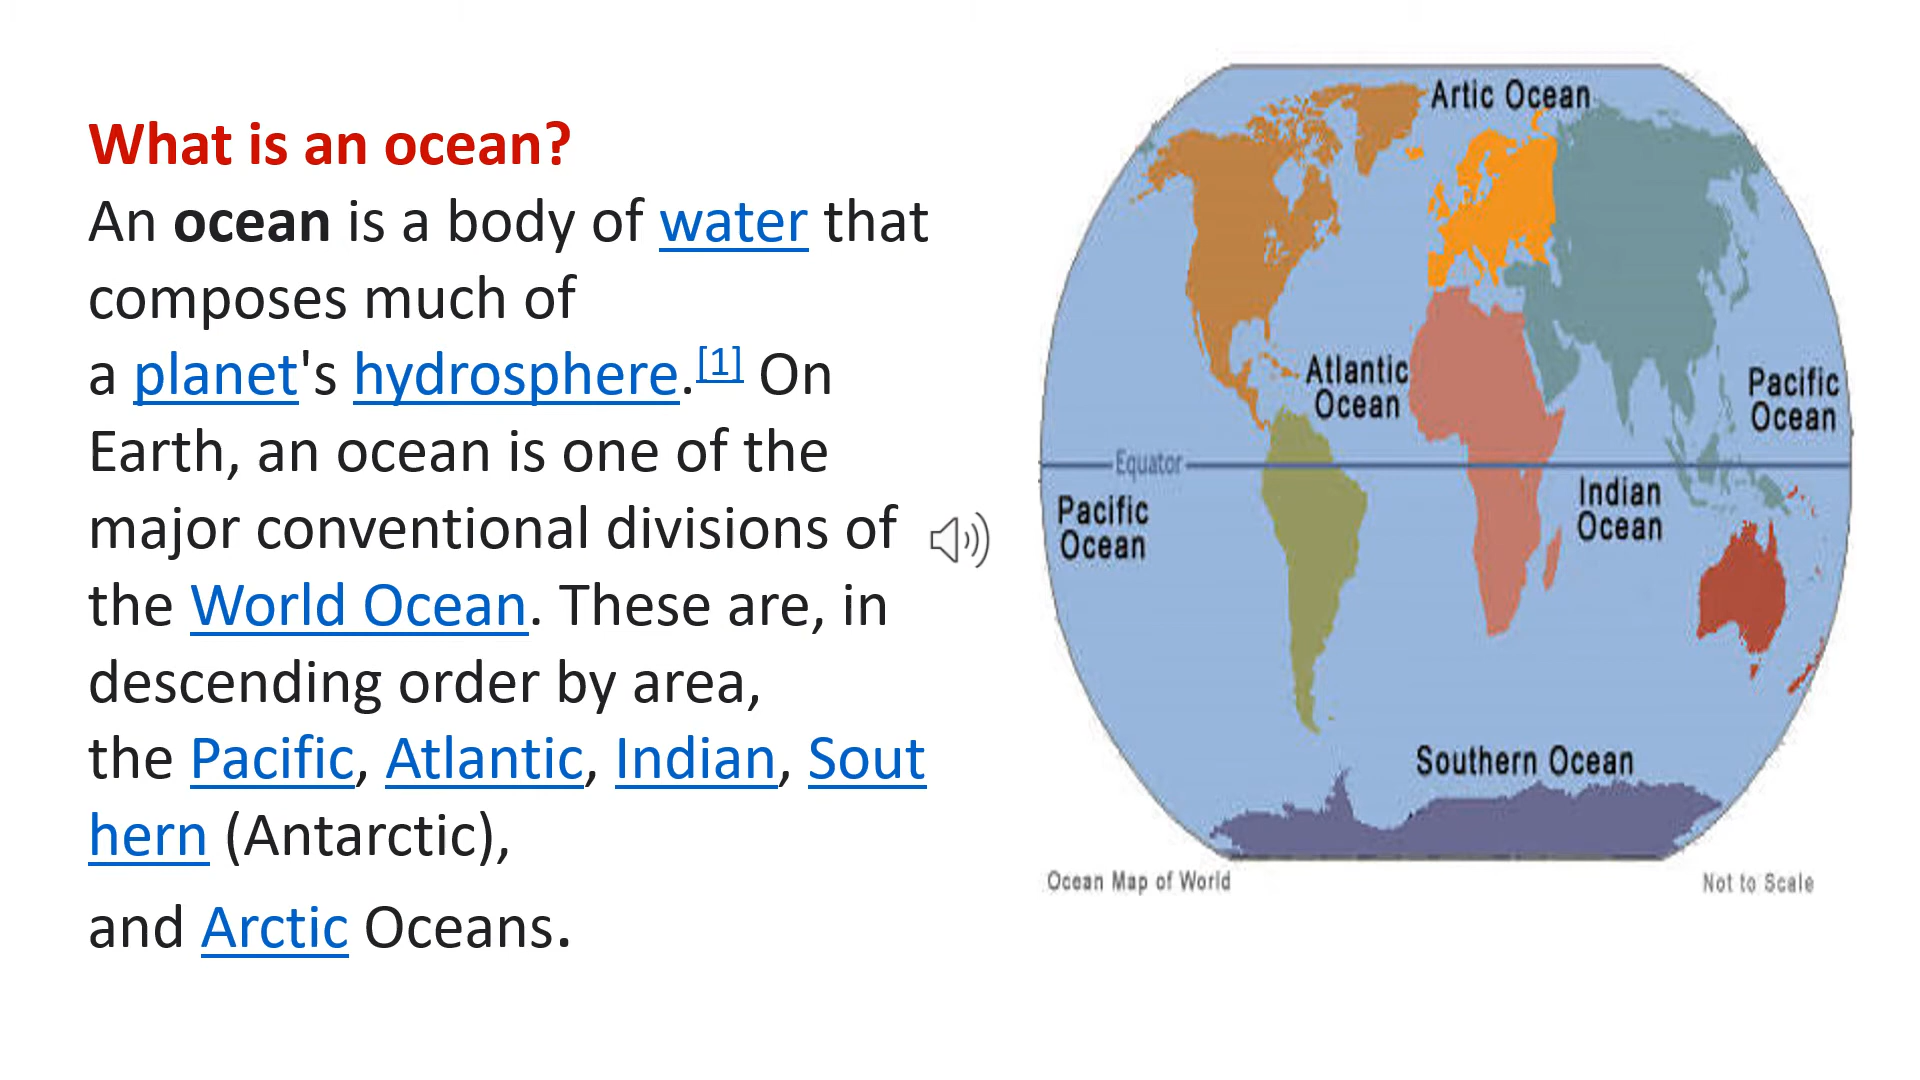 What is an ocean?
An ocean is a body of water that
composes much of
a planet's hydrosphere.[1] On
Earth, an ocean is one of the
major conventional divisions of
the World Ocean. These are, in
descending order by area,
the Pacific, Atlantic, Indian, Sout
hern (Antarctic),
and Arctic Oceans.
Artic Ocean
Atlantic
Ocean
Pacific
Ocean
Equator
Pacific
Ocean
Indian
Ocean
Southern Ocean
Ocean Map of World
Not to Scale